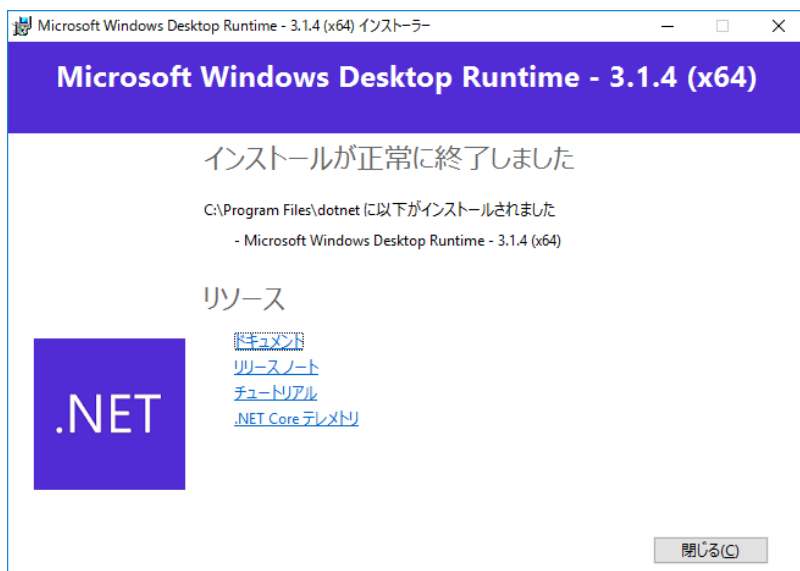 Microsoft Windows Desktop Runtime - 3.1.4 (x64) インストーラー
Microsoft Windows Desktop Runtime - 3.1.4 (x64)
インストールが正常に終了しました
C:\Program Files\dotnet に以下がインストールされました
- Microsoft Windows Desktop Runtime - 3.1.4 (x64)
リソース
ドキュメント
リリース ノート
チュートリアル
.NET Core テレメトリ
.NET
閉じる(C)